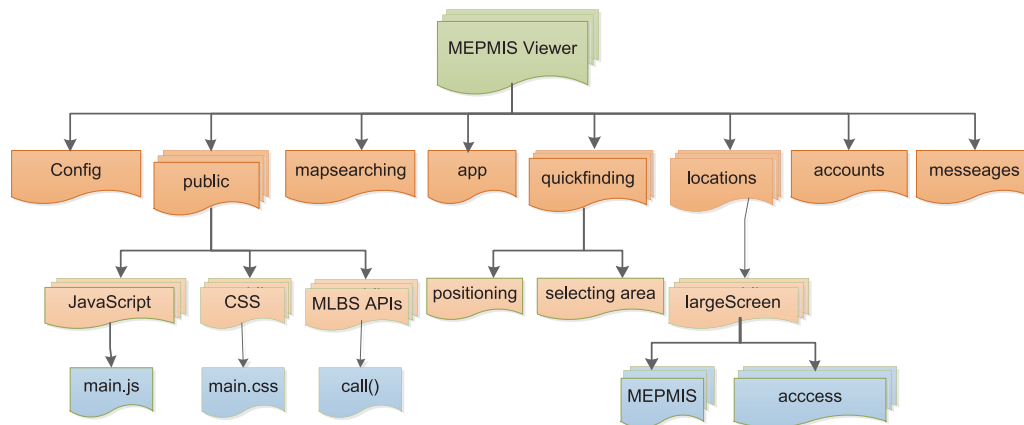 MEPMIS Viewer
Config
public
mapsearching
app
quickfinding
locations
accounts
messeages
JavaScript
CSS
MLBS APIs
positioning
selecting area
largeScreen
main.js
main.css
call()
MEPMIS
acccess